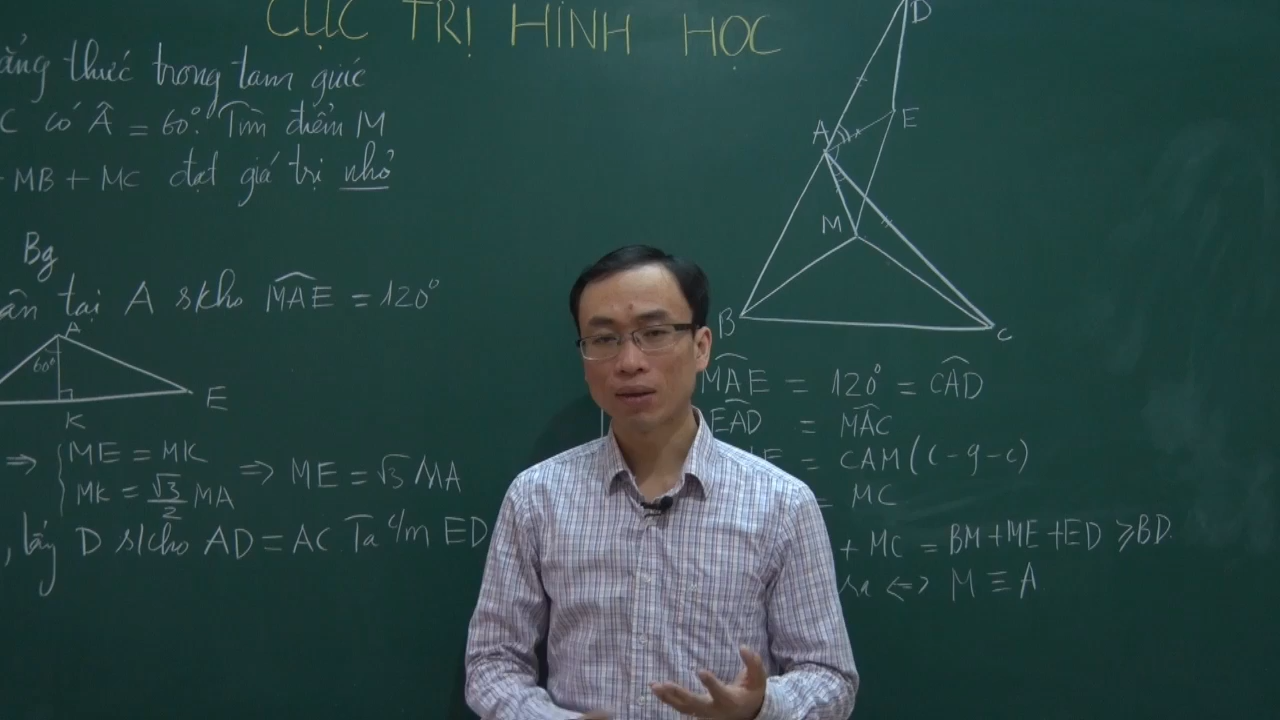 CỰC TRỊ HÌNH HỌC
ẳng thức trong tam giác
C có Â = 60°. Tìm điểm M
MB + MC đạt giá trị nhỏ
Bg
ân tại A s/cho MAE = 120°
A
60°
K
E
⇒ { ME = MK
MK = √3/2 MA
⇒ ME = √3 MA
, lấy D s/cho AD = AC Ta c/m ED
D
A
E
M
B
C
MAE = 120° = CAD
EAD = MAC
= CAM (c-g-c)
= MC
+ MC = BM + ME + ED ≥ BD
⇔ M ≡ A